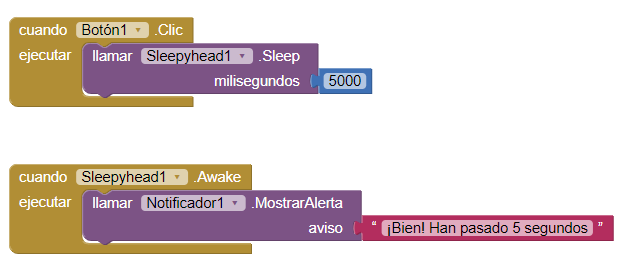 cuando Botón1 .Clic
ejecutar llamar Sleepyhead1 .Sleep
milisegundos 5000
cuando Sleepyhead1 .Awake
ejecutar llamar Notificador1 .MostrarAlerta
aviso “ ¡Bien! Han pasado 5 segundos ”